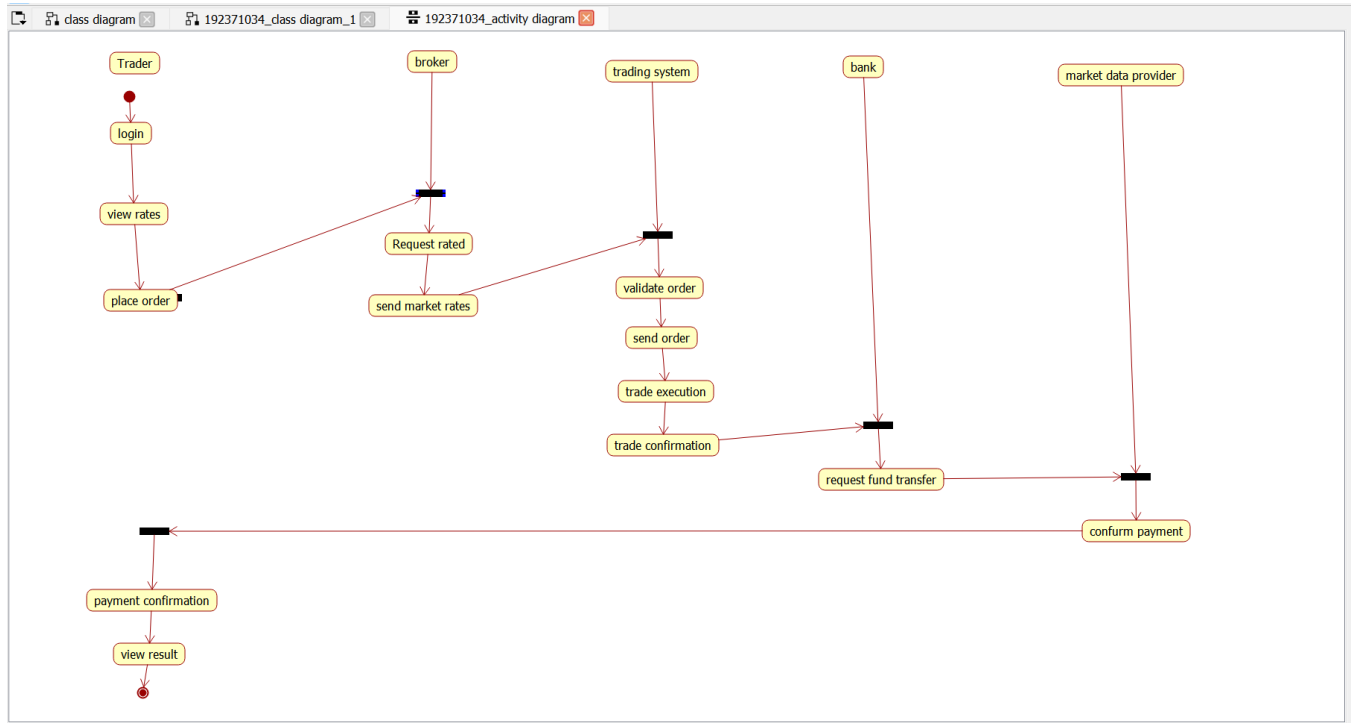 class diagram
192371034_class diagram_1
192371034_activity diagram
Trader
broker
trading system
bank
market data provider
login
view rates
place order
Request rated
send market rates
validate order
send order
trade execution
trade confirmation
request fund transfer
confurm payment
payment confirmation
view result